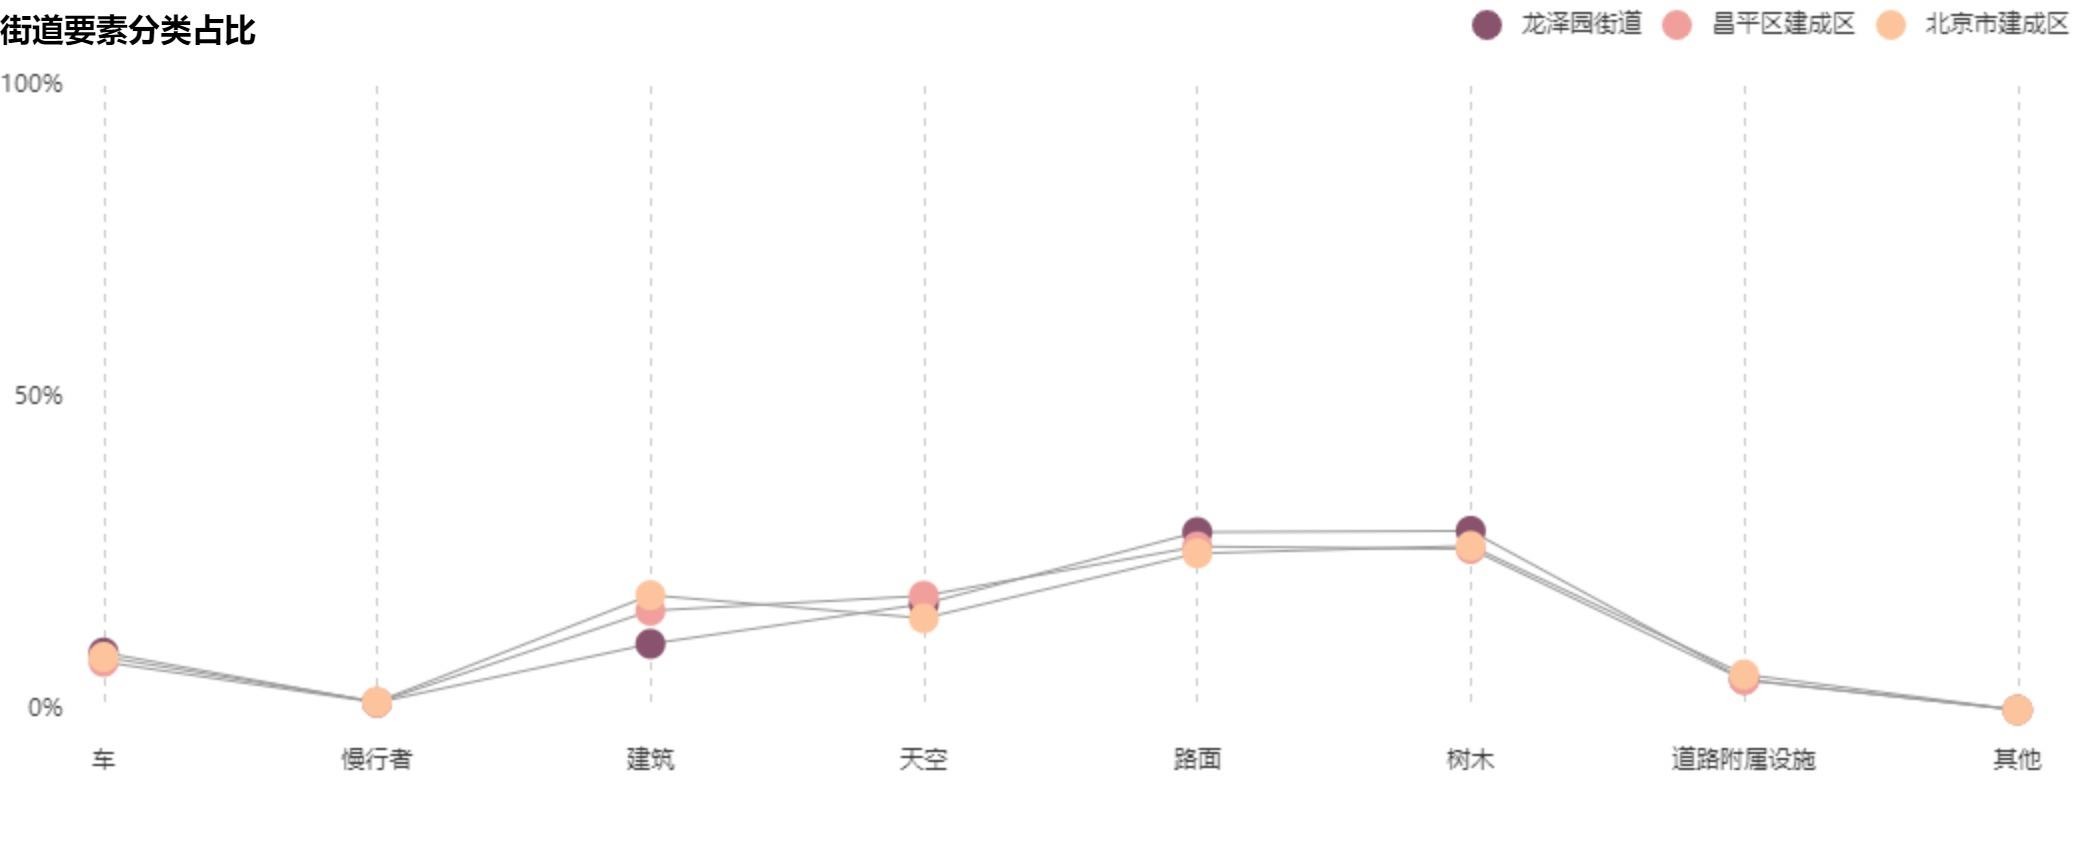 街道要素分类占比
龙泽园街道 昌平区建成区 北京市建成区
100%
50%
0%
车 慢行者 建筑 天空 路面 树木 道路附属设施 其他